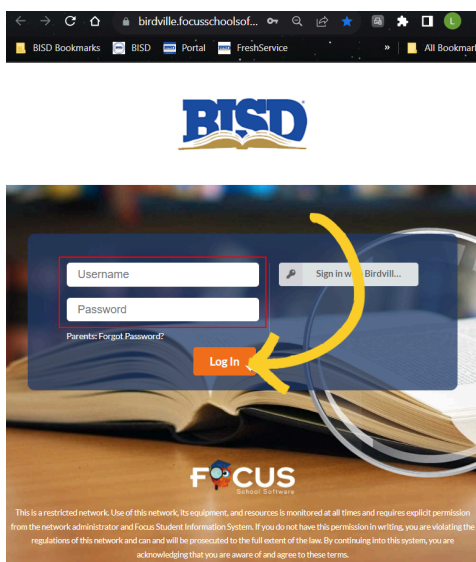 birdville.focusschoolsof...
L
BISD Bookmarks BISD Portal FreshService » All Bookmark
BISD
Username
Sign in w Birdvill...
Password
Parents: Forgot Password?
Log In
FOCUS
School Software
This is a restricted network. Use of this network, its equipment, and resources is monitored at all times and requires explicit permission
from the network administrator and Focus Student Information System. If you do not have this permission in writing, you are violating the
regulations of this network and can and will be prosecuted to the full extent of the law. By continuing into this system, you are
acknowledging that you are aware of and agree to these terms.